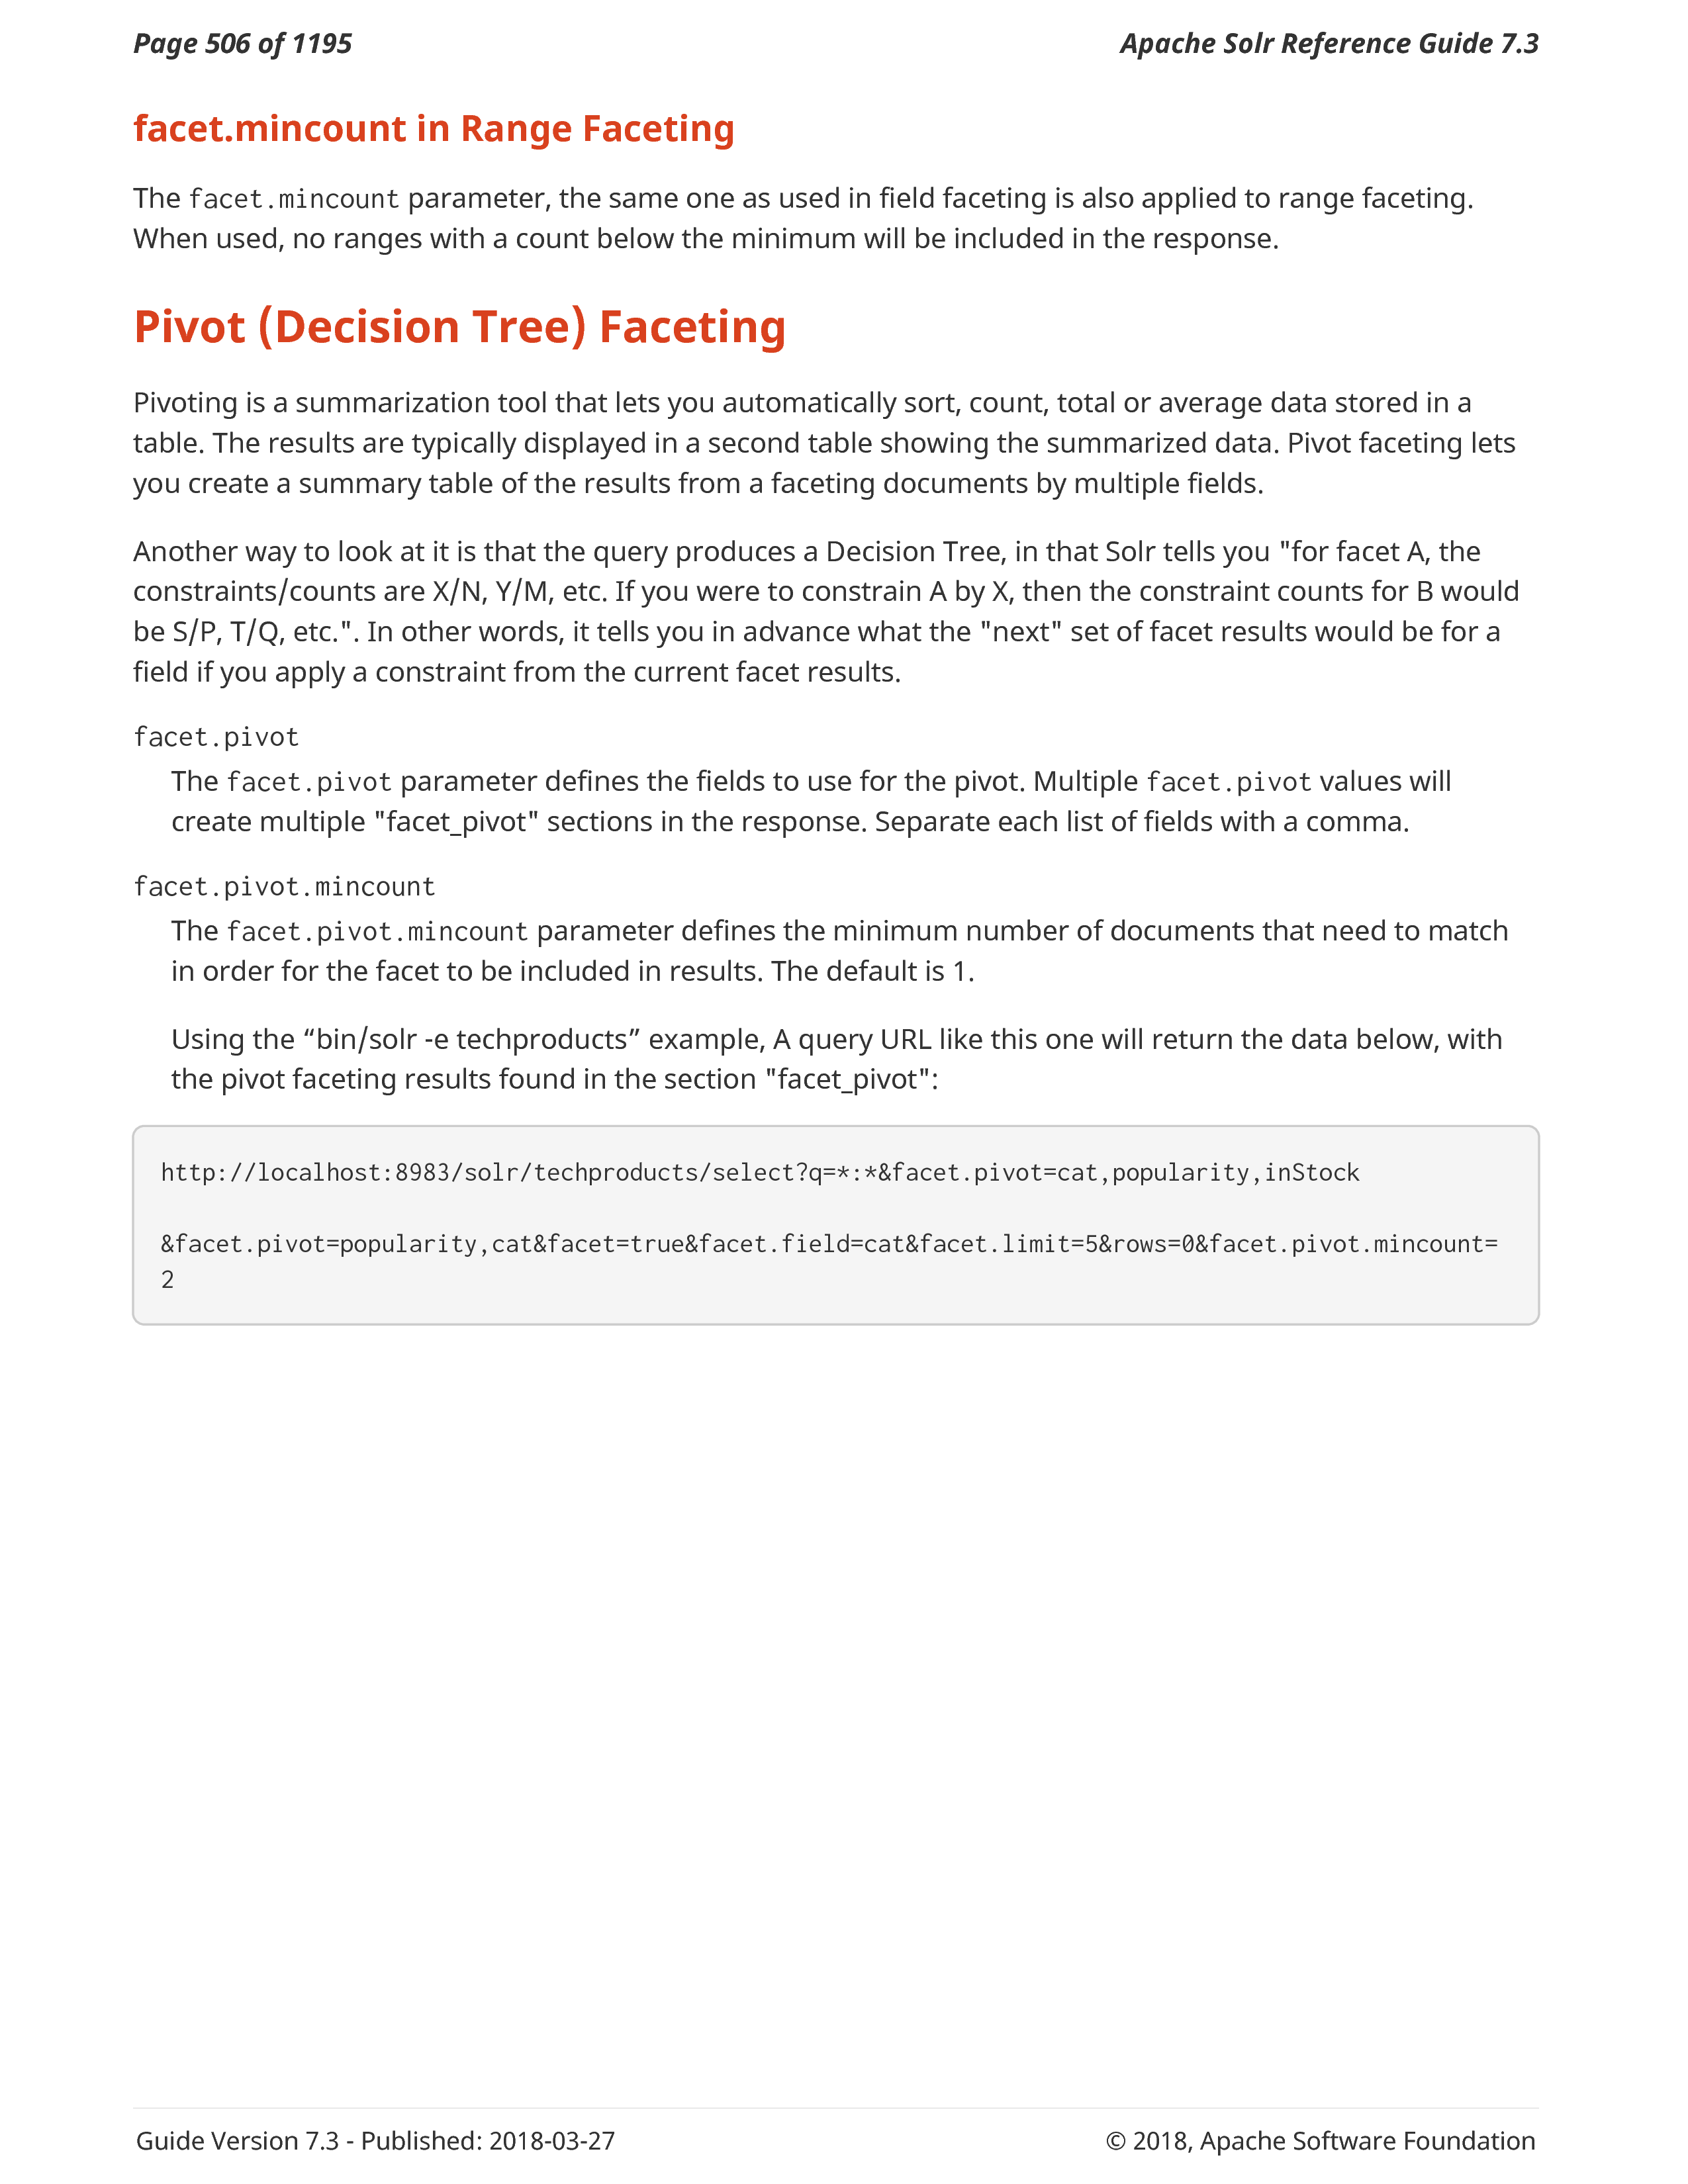 Page 506 of 1195
Apache Solr Reference Guide 7.3
facet.mincount in Range Faceting
The facet.mincount parameter, the same one as used in field faceting is also applied to range faceting.
When used, no ranges with a count below the minimum will be included in the response.
Pivot (Decision Tree) Faceting
Pivoting is a summarization tool that lets you automatically sort, count, total or average data stored in a
table. The results are typically displayed in a second table showing the summarized data. Pivot faceting lets
you create a summary table of the results from a faceting documents by multiple fields.
Another way to look at it is that the query produces a Decision Tree, in that Solr tells you "for facet A, the
constraints/counts are X/N, Y/M, etc. If you were to constrain A by X, then the constraint counts for B would
be S/P, T/Q, etc.". In other words, it tells you in advance what the "next" set of facet results would be for a
field if you apply a constraint from the current facet results.
facet.pivot
The facet.pivot parameter defines the fields to use for the pivot. Multiple facet.pivot values will
create multiple "facet_pivot" sections in the response. Separate each list of fields with a comma.
facet.pivot.mincount
The facet.pivot.mincount parameter defines the minimum number of documents that need to match
in order for the facet to be included in results. The default is 1.
Using the “bin/solr -e techproducts” example, A query URL like this one will return the data below, with
the pivot faceting results found in the section "facet_pivot":
http://localhost:8983/solr/techproducts/select?q=*:*&facet.pivot=cat,popularity,inStock
&facet.pivot=popularity,cat&facet=true&facet.field=cat&facet.limit=5&rows=0&facet.pivot.mincount=
2
Guide Version 7.3 - Published: 2018-03-27
© 2018, Apache Software Foundation